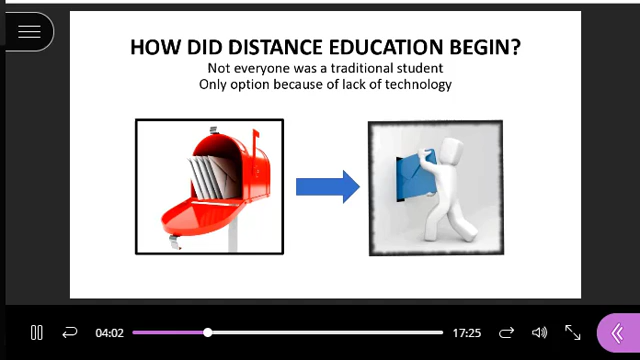 HOW DID DISTANCE EDUCATION BEGIN?
Not everyone was a traditional student
Only option because of lack of technology
04:02
17:25